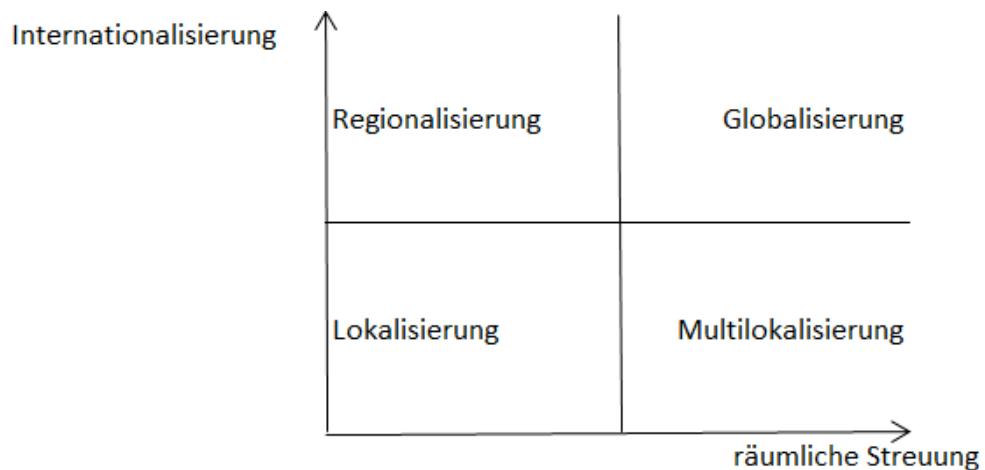 Internationalisierung
Regionalisierung
Globalisierung
Lokalisierung
Multilokalisierung
räumliche Streuung